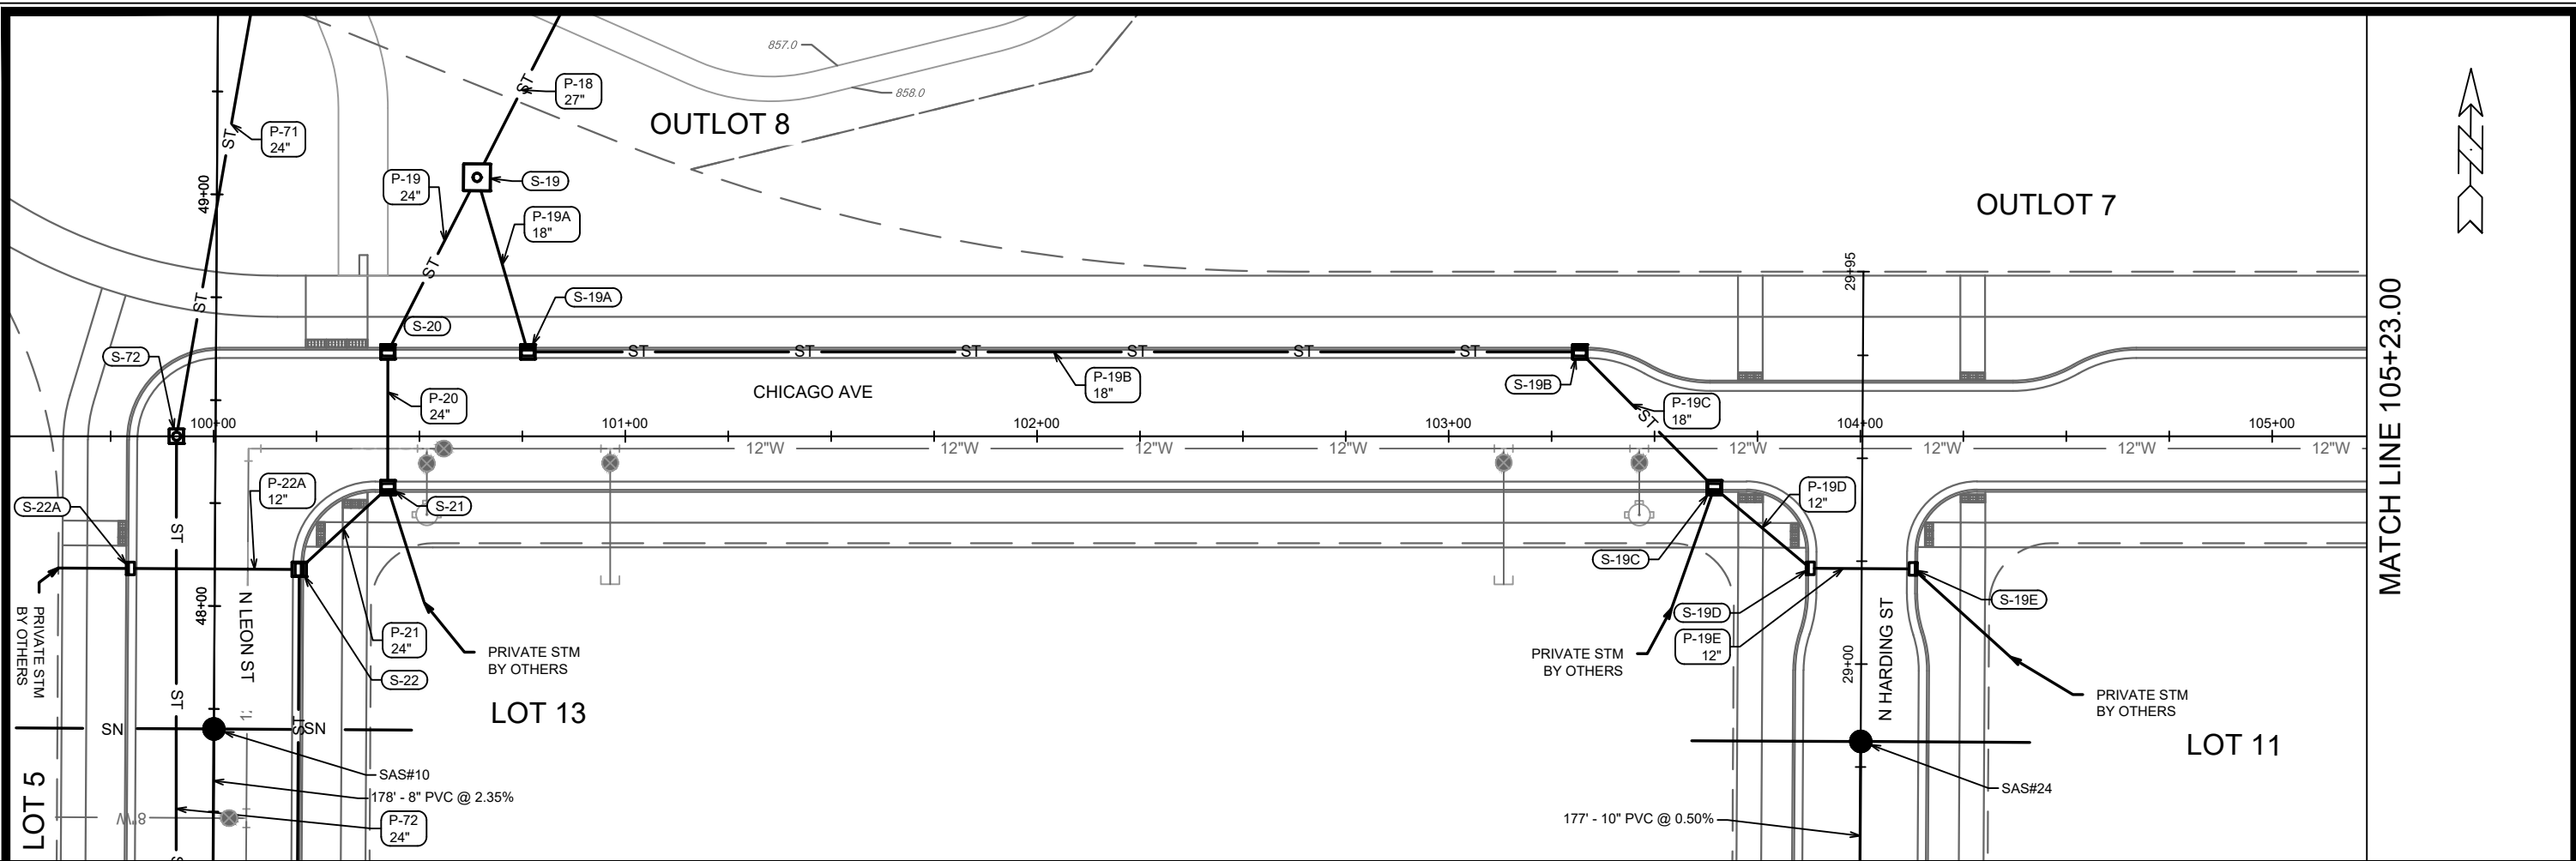 857.0
858.0
P-18
27"
OUTLOT 8
P-71
24"
ST
ST
ST
ST
P-19
24"
S-19
P-19A
18"
OUTLOT 7
49+00
29+95
S-19A
S-20
S-72
ST
ST
ST
ST
ST
ST
P-19B
18"
S-19B
CHICAGO AVE
P-20
24"
P-19C
18"
ST
100+00
101+00
102+00
103+00
104+00
105+00
12"W
12"W
12"W
12"W
12"W
12"W
12"W
12"W
MATCH LINE 105+23.00
P-22A
12"
S-22A
S-21
P-19D
12"
S-19C
ST
48+00
N LEON ST
PRIVATE STM
BY OTHERS
P-21
24"
S-22
PRIVATE STM
BY OTHERS
LOT 13
S-19D
P-19E
12"
S-19E
PRIVATE STM
BY OTHERS
29+00
N HARDING ST
PRIVATE STM
BY OTHERS
LOT 11
ST
SN
ST
SN
SAS#10
178' - 8" PVC @ 2.35%
P-72
24"
LOT 5
8"W
SAS#24
177' - 10" PVC @ 0.50%